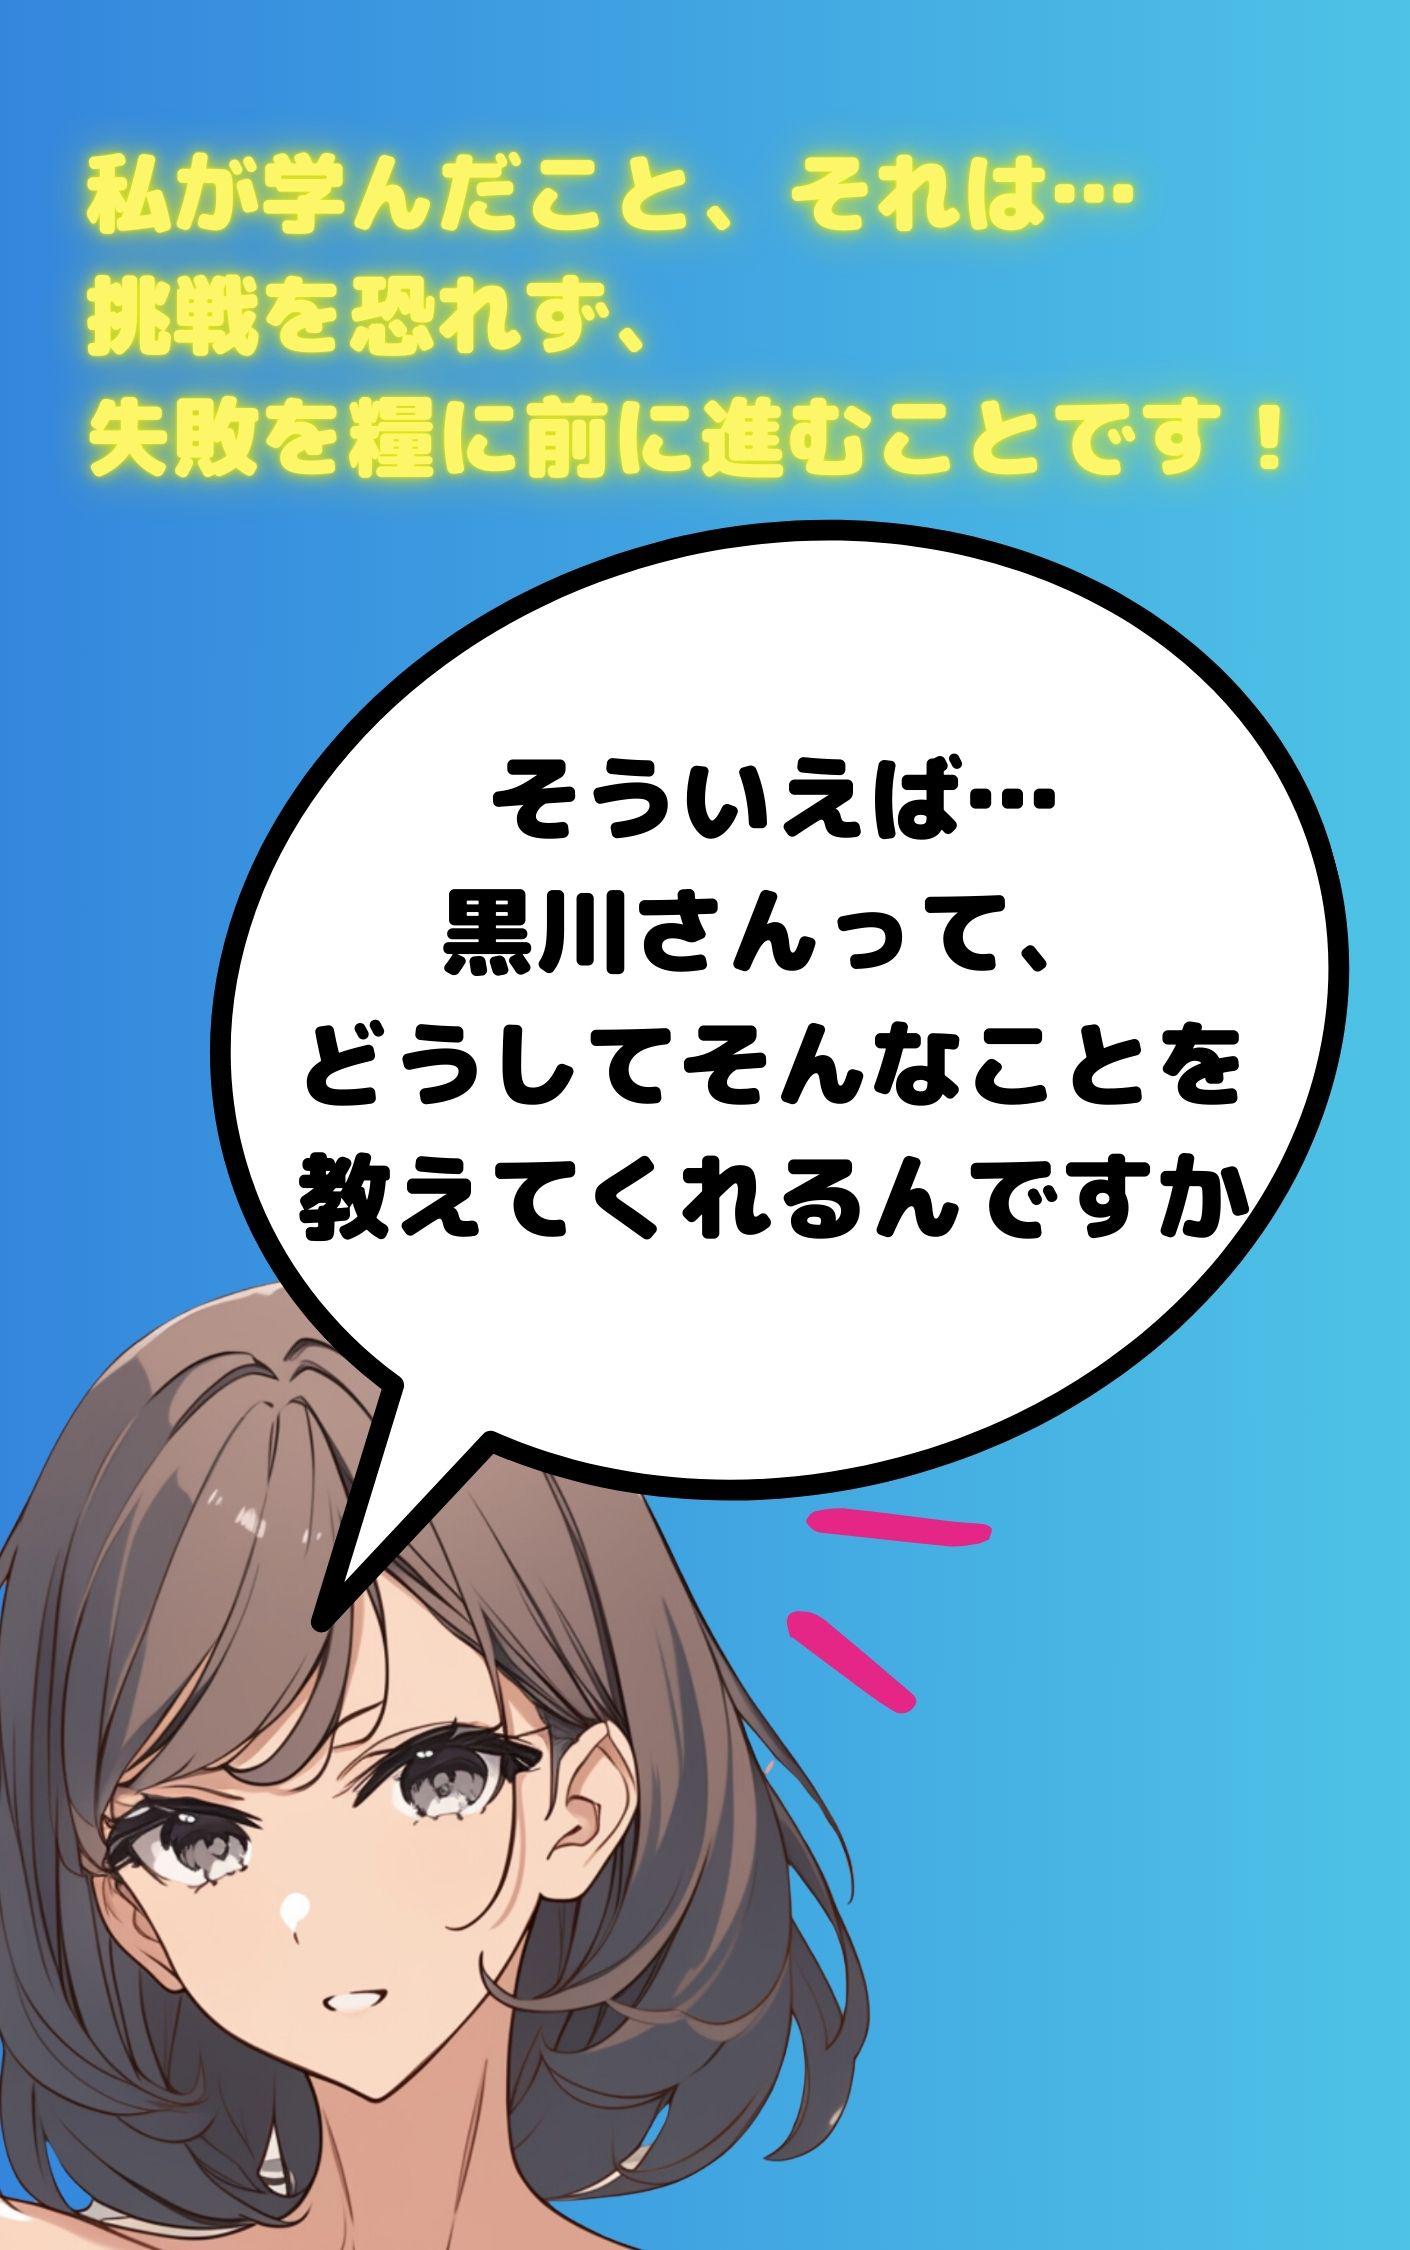 私が学んだこと、それは…
挑戦を恐れず、
失敗を糧に前に進むことです！
そういえば…
黒川さんって、
どうしてそんなことを
教えてくれるんですか